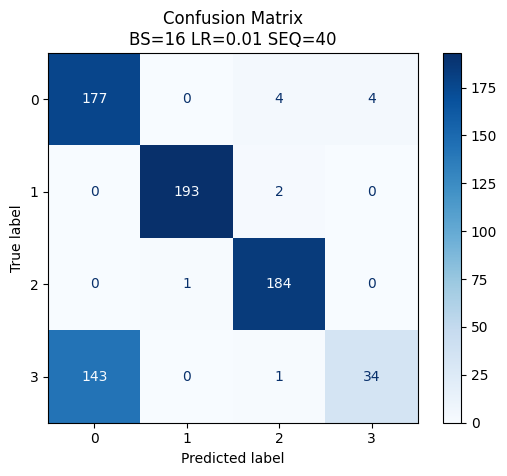 Confusion Matrix
BS=16 LR=0.01 SEQ=40
0 177 0 4 4
1 0 193 2 0
2 0 1 184 0
3 143 0 1 34
0 1 2 3
Predicted label
True label
175
150
125
100
75
50
25
0